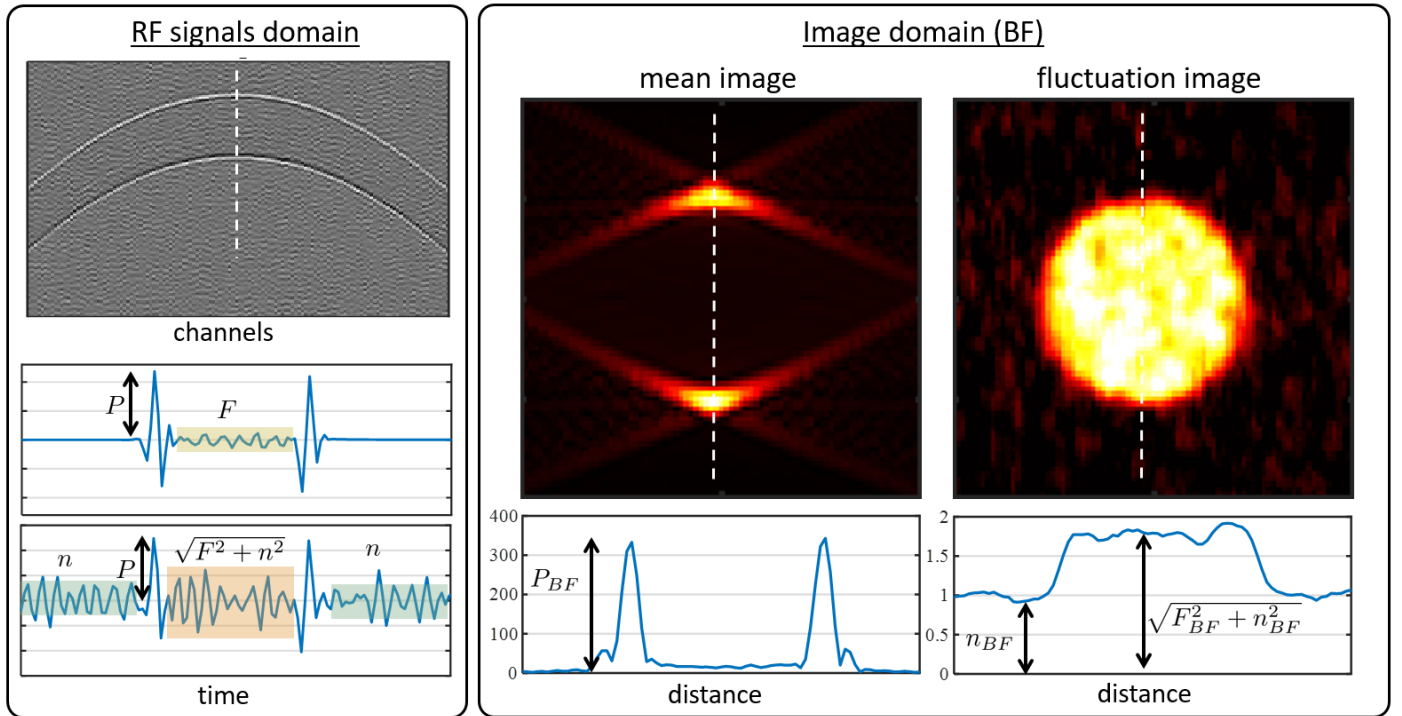 RF signals domain
channels
P
F
n
P
√F² + n²
n
time
Image domain (BF)
mean image
fluctuation image
400
300
200
100
0
P_BF
distance
2
1.5
1
0.5
0
n_BF
√F²_BF + n²_BF
distance